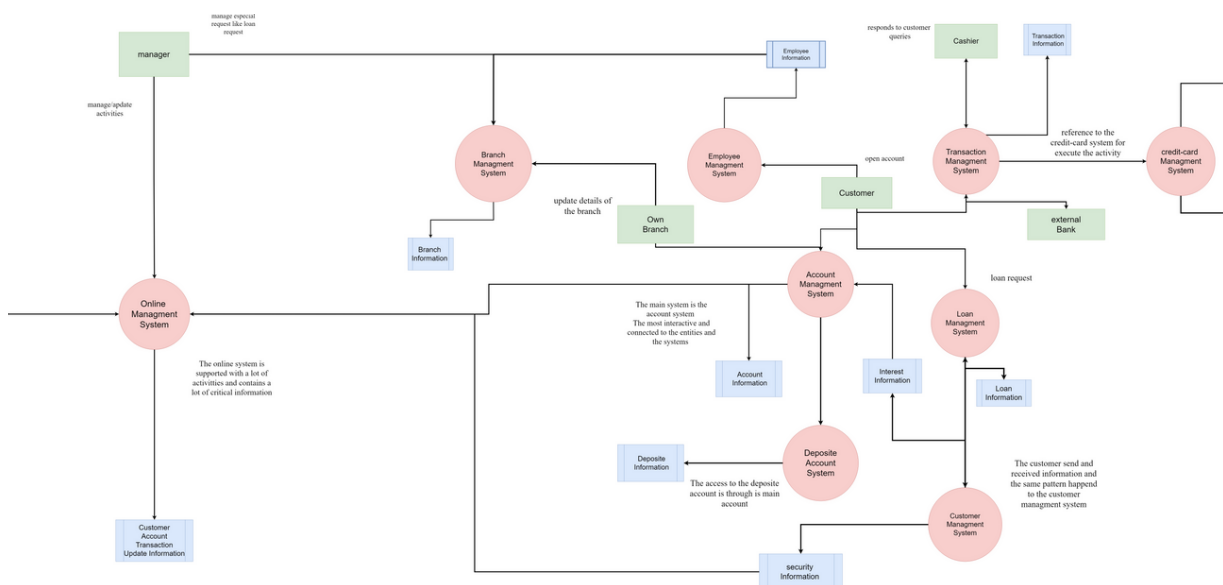 manage especial
request like loan
request
manager
manage/apdate
activities
Employee
Information
responds to customer
queries
Cashier
Transaction
Information
Branch
Managment
System
Employee
Managment
System
open account
Transaction
Managment
System
reference to the
credit-card system for
execute the activity
credit-card
Managment
System
Customer
update details of
the branch
Own
Branch
external
Bank
Branch
Information
Account
Managment
System
loan request
Online
Managment
System
The main system is the
account system
The most interactive and
connected to the entities and
the systems
Loan
Managment
System
The online system is
supported with a lot of
activitties and contains a
lot of critical information
Account
Information
Interest
Information
Loan
Information
Deposite
Information
Deposite
Account
System
The access to the deposite
account is through is main
account
The customer send and
received information and
the same pattern happend
to the customer
managment system
Customer
Managment
System
Customer
Account
Transaction
Update Information
security
Information